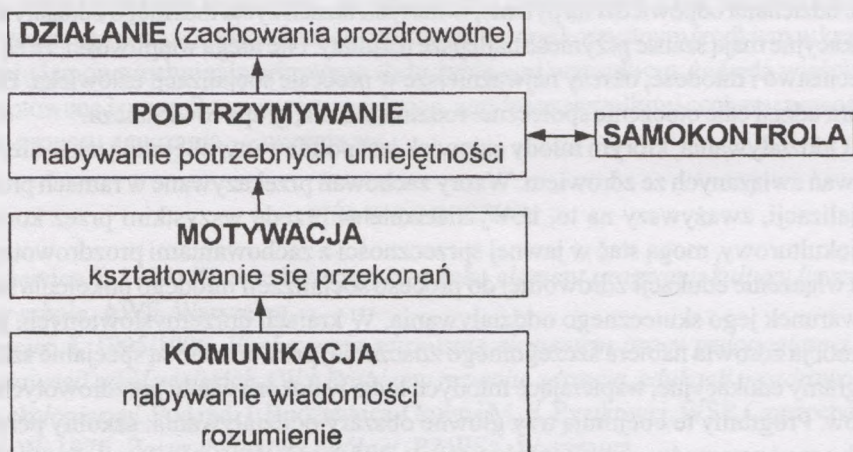 DZIAŁANIE (zachowania prozdrowotne)
PODTRZYMYWANIE
nabywanie potrzebnych umiejętności
SAMOKONTROLA
MOTYWACJA
kształtowanie się przekonań
KOMUNIKACJA
nabywanie wiadomości
rozumienie